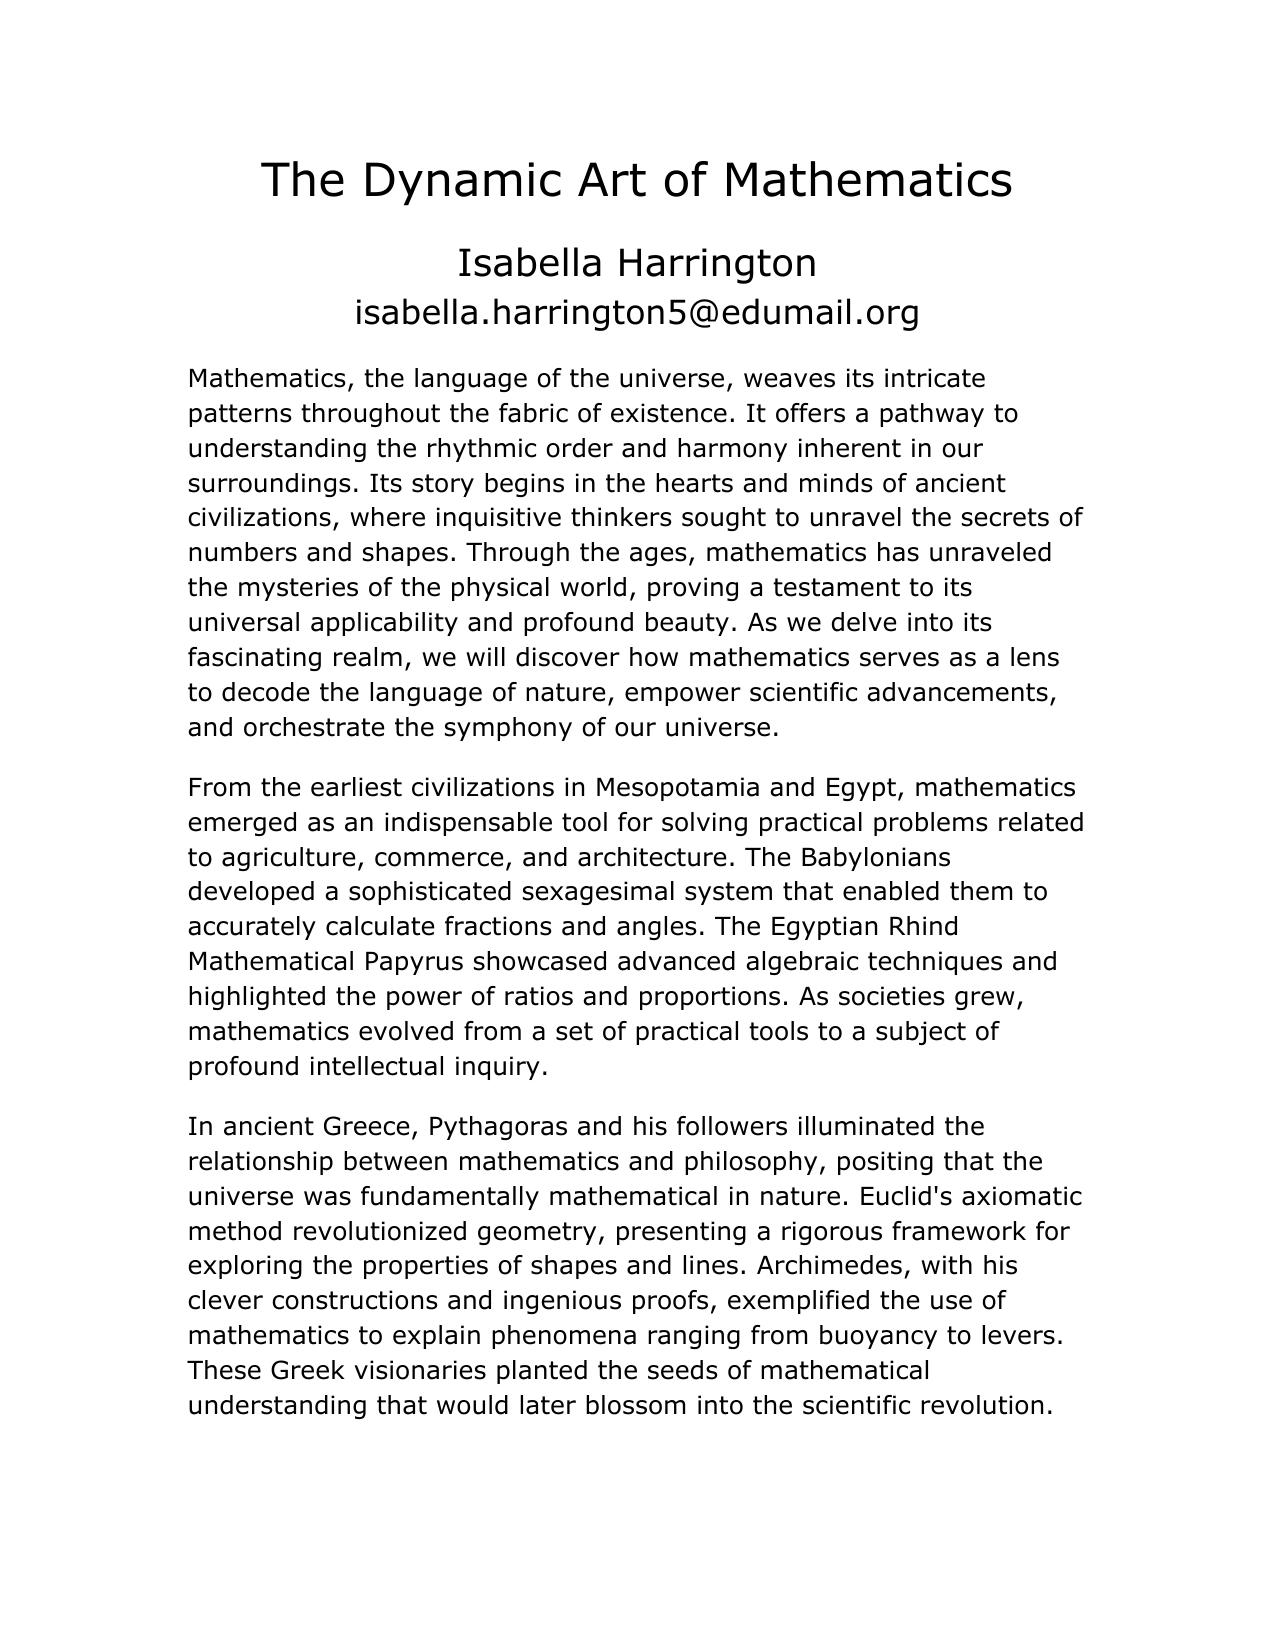 The Dynamic Art of Mathematics
Isabella Harrington
isabella.harrington5@edumail.org
Mathematics, the language of the universe, weaves its intricate
patterns throughout the fabric of existence. It offers a pathway to
understanding the rhythmic order and harmony inherent in our
surroundings. Its story begins in the hearts and minds of ancient
civilizations, where inquisitive thinkers sought to unravel the secrets of
numbers and shapes. Through the ages, mathematics has unraveled
the mysteries of the physical world, proving a testament to its
universal applicability and profound beauty. As we delve into its
fascinating realm, we will discover how mathematics serves as a lens
to decode the language of nature, empower scientific advancements,
and orchestrate the symphony of our universe.
From the earliest civilizations in Mesopotamia and Egypt, mathematics
emerged as an indispensable tool for solving practical problems related
to agriculture, commerce, and architecture. The Babylonians
developed a sophisticated sexagesimal system that enabled them to
accurately calculate fractions and angles. The Egyptian Rhind
Mathematical Papyrus showcased advanced algebraic techniques and
highlighted the power of ratios and proportions. As societies grew,
mathematics evolved from a set of practical tools to a subject of
profound intellectual inquiry.
In ancient Greece, Pythagoras and his followers illuminated the
relationship between mathematics and philosophy, positing that the
universe was fundamentally mathematical in nature. Euclid's axiomatic
method revolutionized geometry, presenting a rigorous framework for
exploring the properties of shapes and lines. Archimedes, with his
clever constructions and ingenious proofs, exemplified the use of
mathematics to explain phenomena ranging from buoyancy to levers.
These Greek visionaries planted the seeds of mathematical
understanding that would later blossom into the scientific revolution.